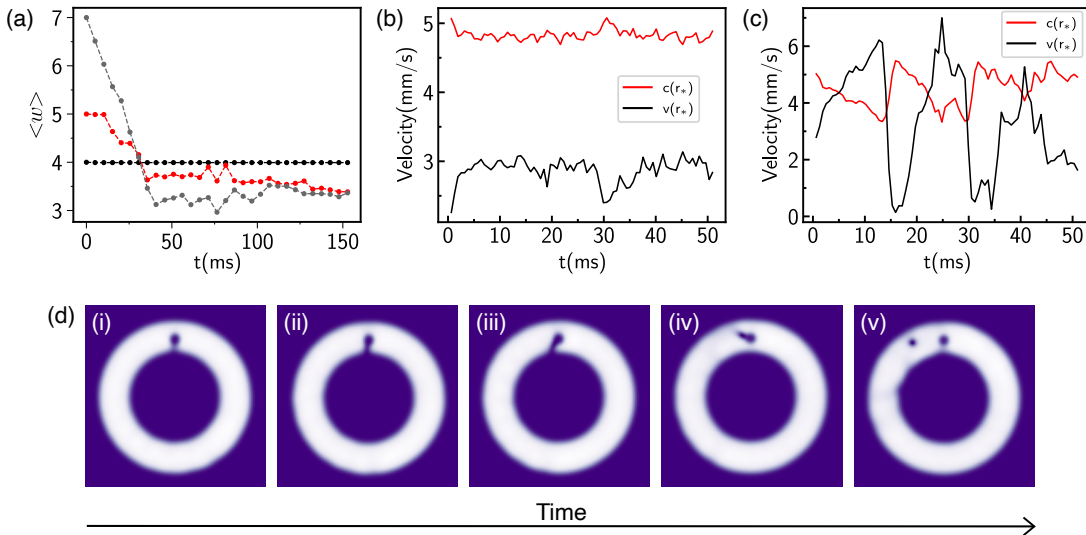 (a)
7
6
5
4
3
<w>
0 50 100 150
t(ms)
(b)
5
4
3
Velocity(mm/s)
c(r*)
v(r*)
0 10 20 30 40 50
t(ms)
(c)
6
4
2
0
Velocity(mm/s)
c(r*)
v(r*)
0 10 20 30 40 50
t(ms)
(d)
(i) (ii) (iii) (iv) (v)
Time